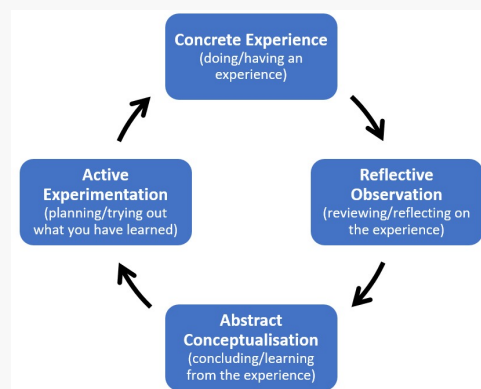 Concrete Experience
(doing/having an
experience)
Reflective
Observation
(reviewing/reflecting on
the experience)
Abstract
Conceptualisation
(concluding/learning
from the experience)
Active
Experimentation
(planning/trying out
what you have learned)